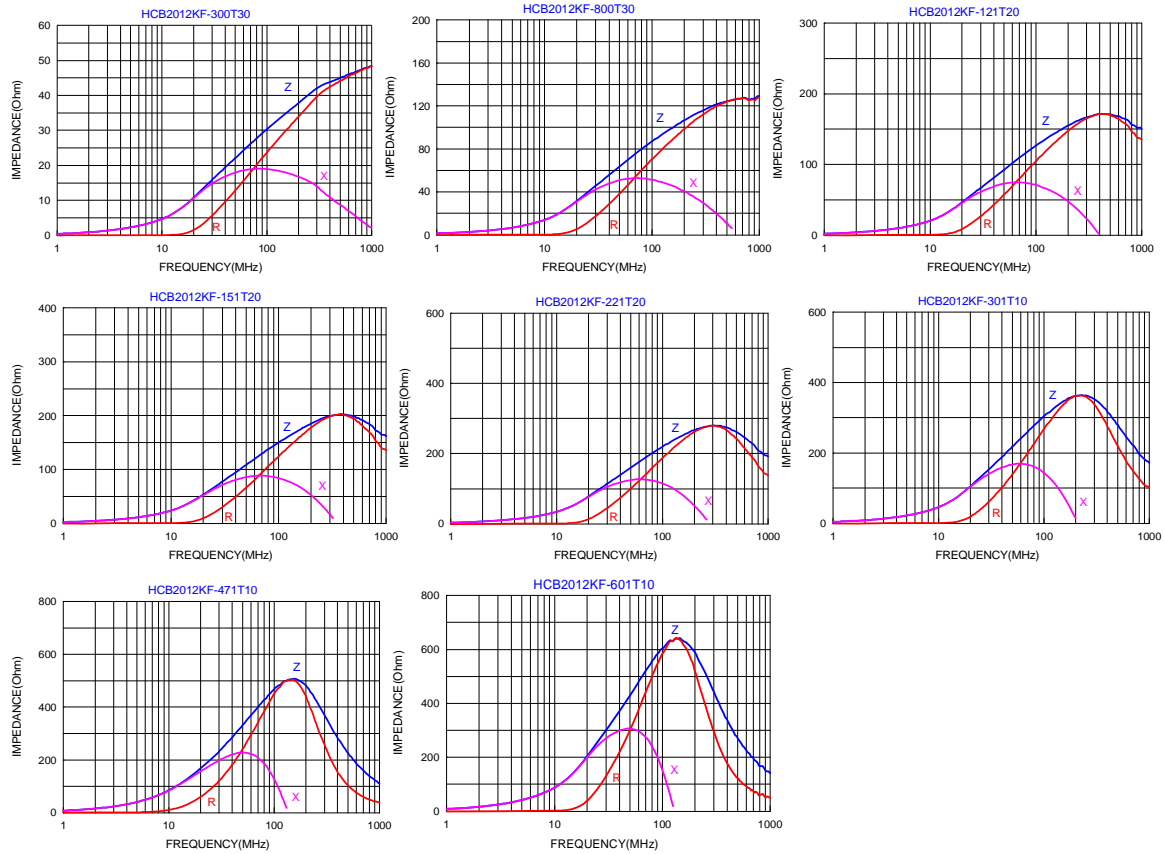 HCB2012KF-300T30
IMPEDANCE(Ohm)
60
50
40
30
20
10
0
Z
X
R
1
10
100
1000
FREQUENCY(MHz)
HCB2012KF-800T30
IMPEDANCE(Ohm)
200
160
120
80
40
0
Z
X
R
1
10
100
1000
FREQUENCY(MHz)
HCB2012KF-121T20
IMPEDANCE(Ohm)
300
200
100
0
Z
X
R
1
10
100
1000
FREQUENCY(MHz)
HCB2012KF-151T20
IMPEDANCE(Ohm)
400
300
200
100
0
Z
X
R
1
10
100
1000
FREQUENCY(MHz)
HCB2012KF-221T20
IMPEDANCE(Ohm)
600
400
200
0
Z
X
R
1
10
100
1000
FREQUENCY(MHz)
HCB2012KF-301T10
IMPEDANCE(Ohm)
600
400
200
0
Z
X
R
1
10
100
1000
FREQUENCY(MHz)
HCB2012KF-471T10
IMPEDANCE(Ohm)
800
600
400
200
0
Z
X
R
1
10
100
1000
FREQUENCY(MHz)
HCB2012KF-601T10
IMPEDANCE(Ohm)
800
600
400
200
0
Z
X
R
1
10
100
1000
FREQUENCY(MHz)